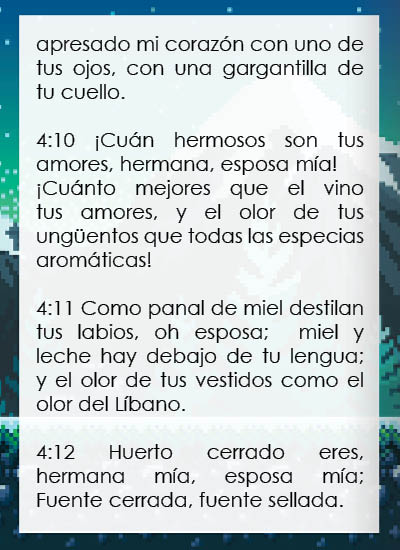 apresado mi corazón con uno de
tus ojos, con una gargantilla de
tu cuello.
4:10 ¡Cuán hermosos son tus
amores, hermana, esposa mía!
¡Cuánto mejores que el vino
tus amores, y el olor de tus
ungüentos que todas las especias
aromáticas!
4:11 Como panal de miel destilan
tus labios, oh esposa; miel y
leche hay debajo de tu lengua;
y el olor de tus vestidos como el
olor del Líbano.
4:12 Huerto cerrado eres,
hermana mía, esposa mía;
Fuente cerrada, fuente sellada.